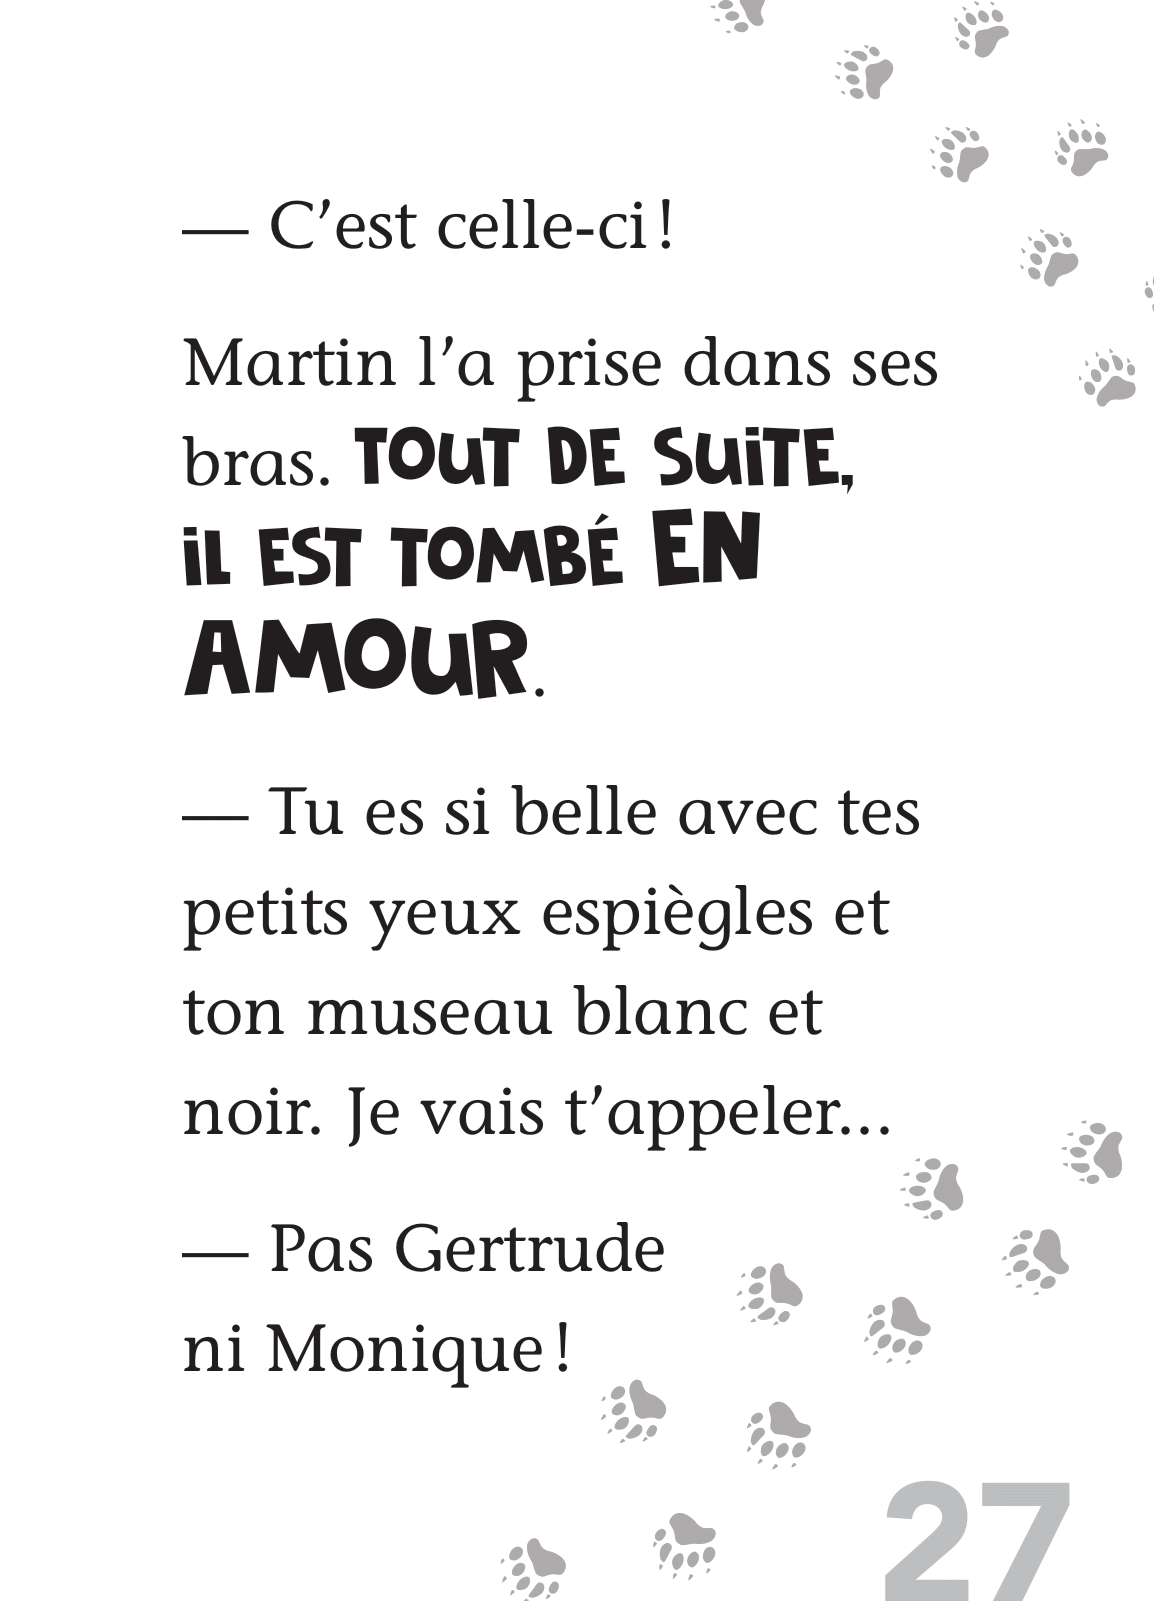 — C’est celle-ci !
Martin l’a prise dans ses
bras. TOUT DE SUITE,
IL EST TOMBÉ EN
AMOUR.
— Tu es si belle avec tes
petits yeux espiègles et
ton museau blanc et
noir. Je vais t’appeler...
— Pas Gertrude
ni Monique !
27